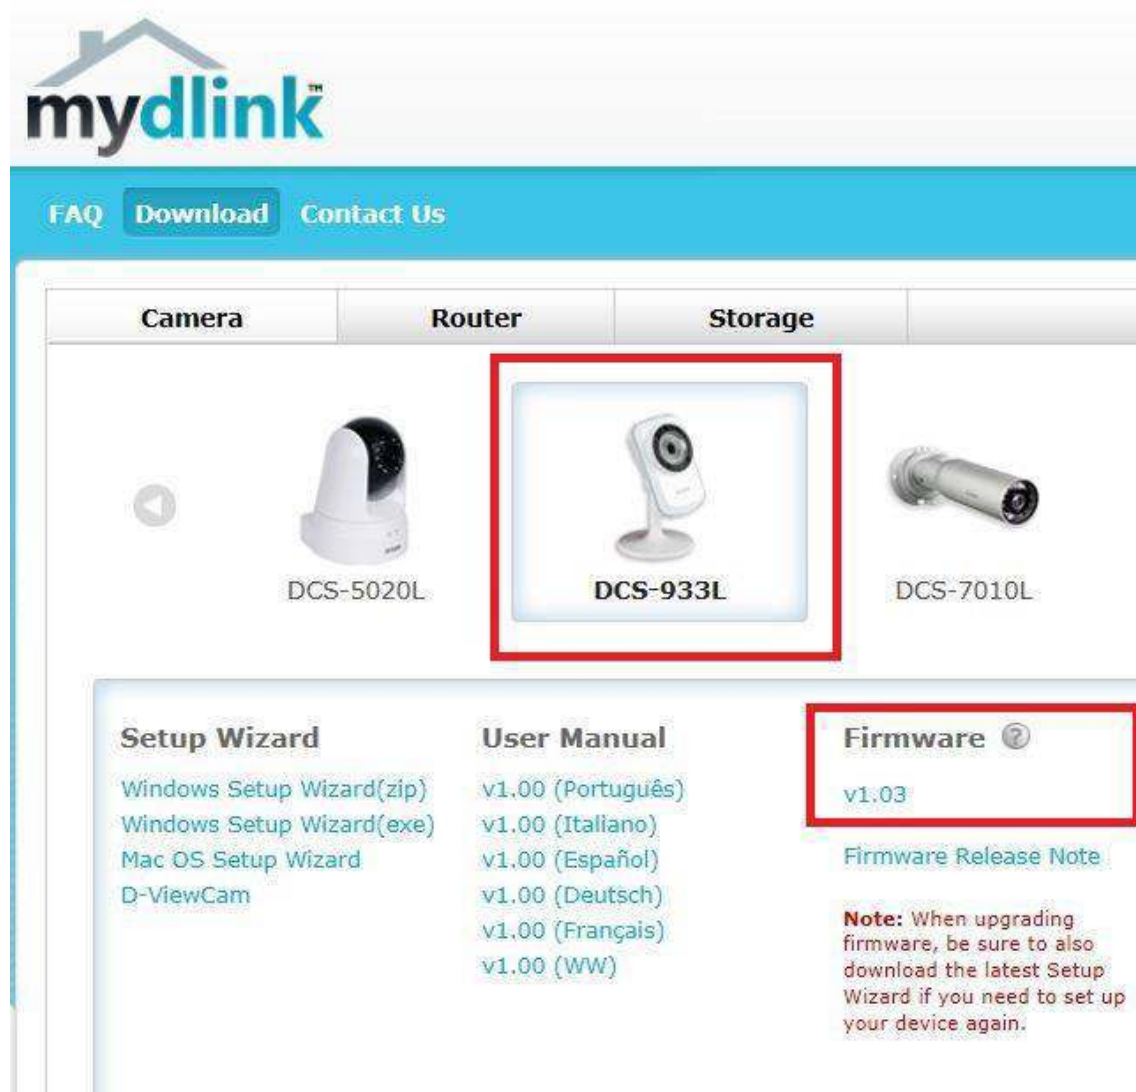 mydlink™
FAQ Download Contact Us
Camera Router Storage
DCS-5020L DCS-933L DCS-7010L
Setup Wizard
Windows Setup Wizard(zip)
Windows Setup Wizard(exe)
Mac OS Setup Wizard
D-ViewCam
User Manual
v1.00 (Português)
v1.00 (Italiano)
v1.00 (Español)
v1.00 (Deutsch)
v1.00 (Français)
v1.00 (WW)
Firmware ?
v1.03
Firmware Release Note
Note: When upgrading
firmware, be sure to also
download the latest Setup
Wizard if you need to set up
your device again.